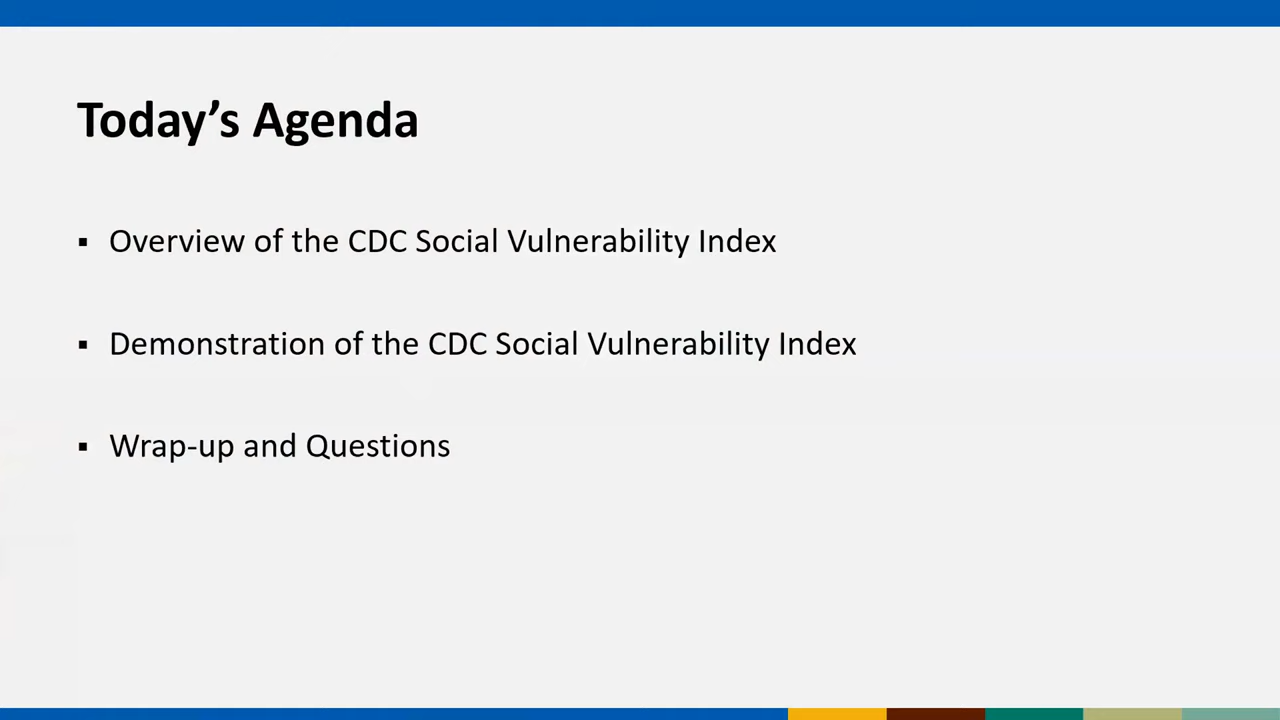 Today’s Agenda
▪ Overview of the CDC Social Vulnerability Index
▪ Demonstration of the CDC Social Vulnerability Index
▪ Wrap-up and Questions